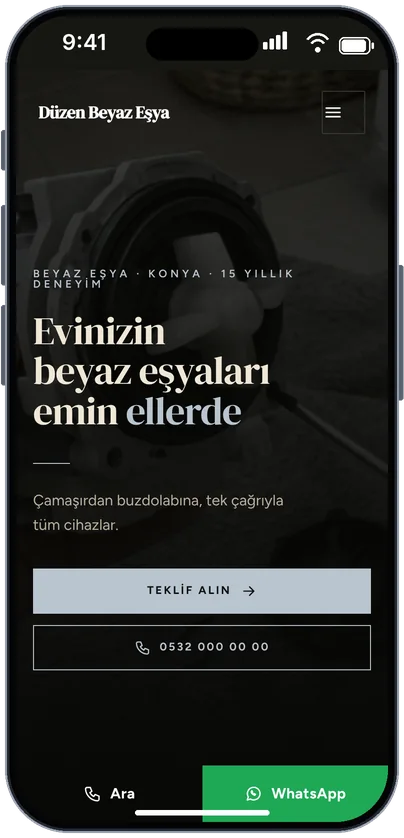 9:41
Düzen Beyaz Eşya
BEYAZ EŞYA · KONYA · 15 YILLIK
DENEYİM
Evinizin
beyaz eşyaları
emin ellerde
Çamaşırdan buzdolabına, tek çağrıyla
tüm cihazlar.
TEKLİF ALIN →
0532 000 00 00
Ara
WhatsApp